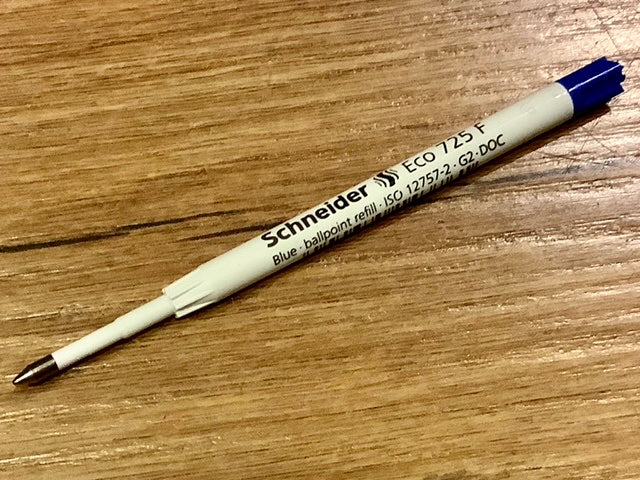 Schneider Eco 725 F
Blue · ballpoint refill · ISO 12757-2 · G2 · DOC